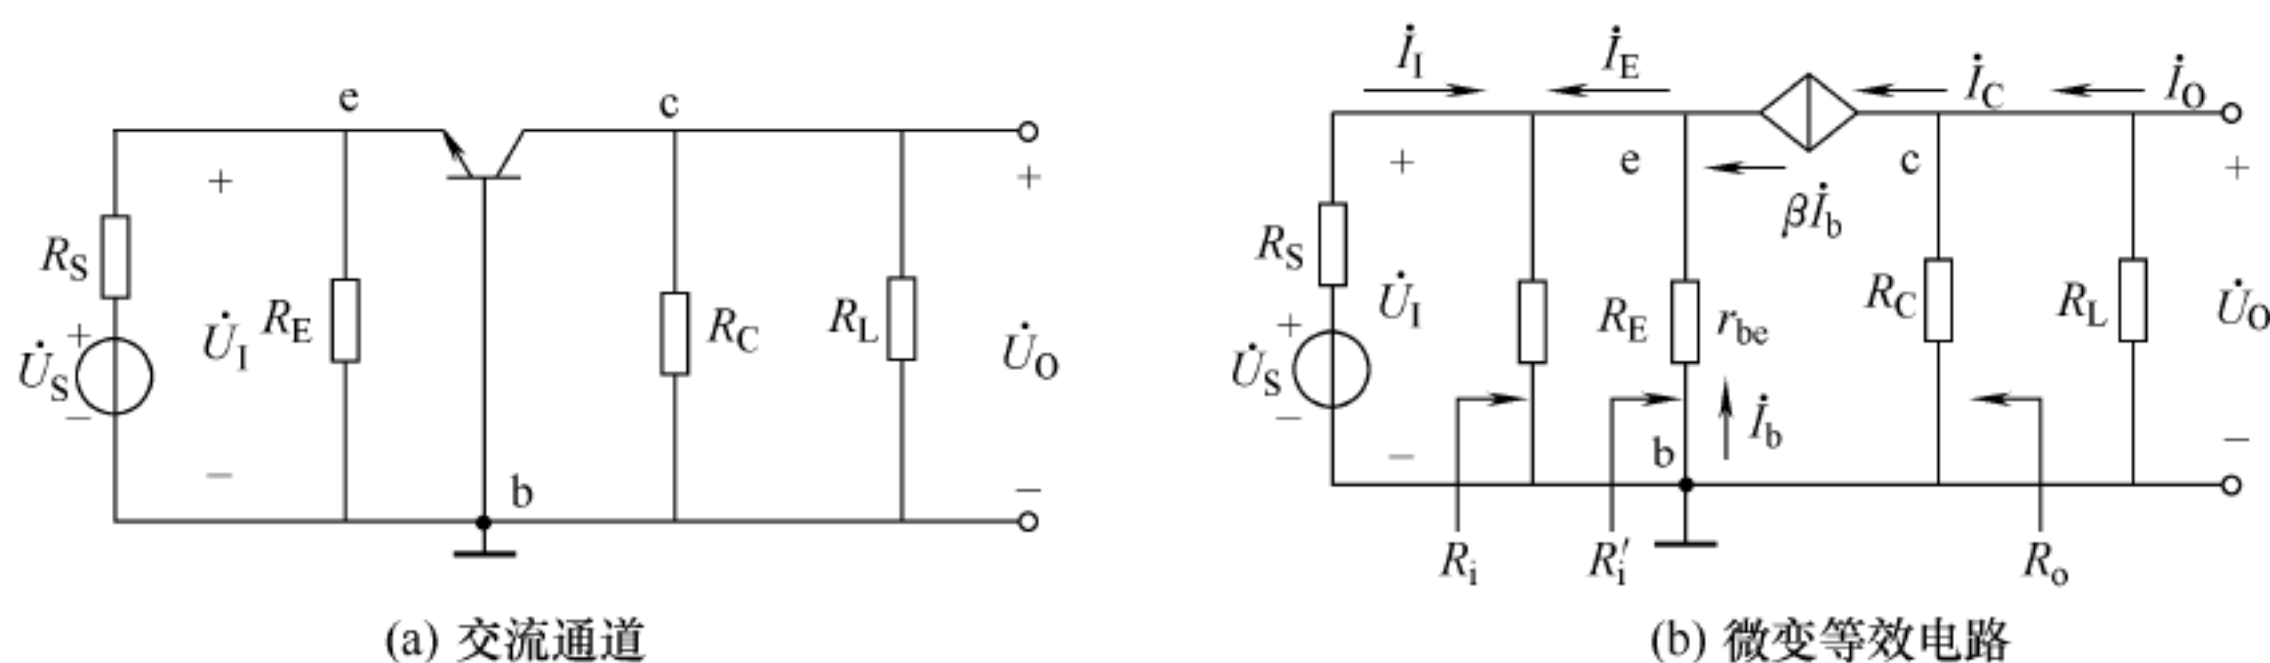 e
c
+
+
R_S
+
U̇_S
−
U̇_I
R_E
R_C
R_L
U̇_O
−
b
−
(a) 交流通道
İ_I
İ_E
İ_C
İ_O
+
e
βİ_b
c
+
R_S
+
U̇_S
−
U̇_I
R_E
r_be
R_C
R_L
U̇_O
−
b
İ_b
−
R_i
R_i′
R_o
(b) 微变等效电路